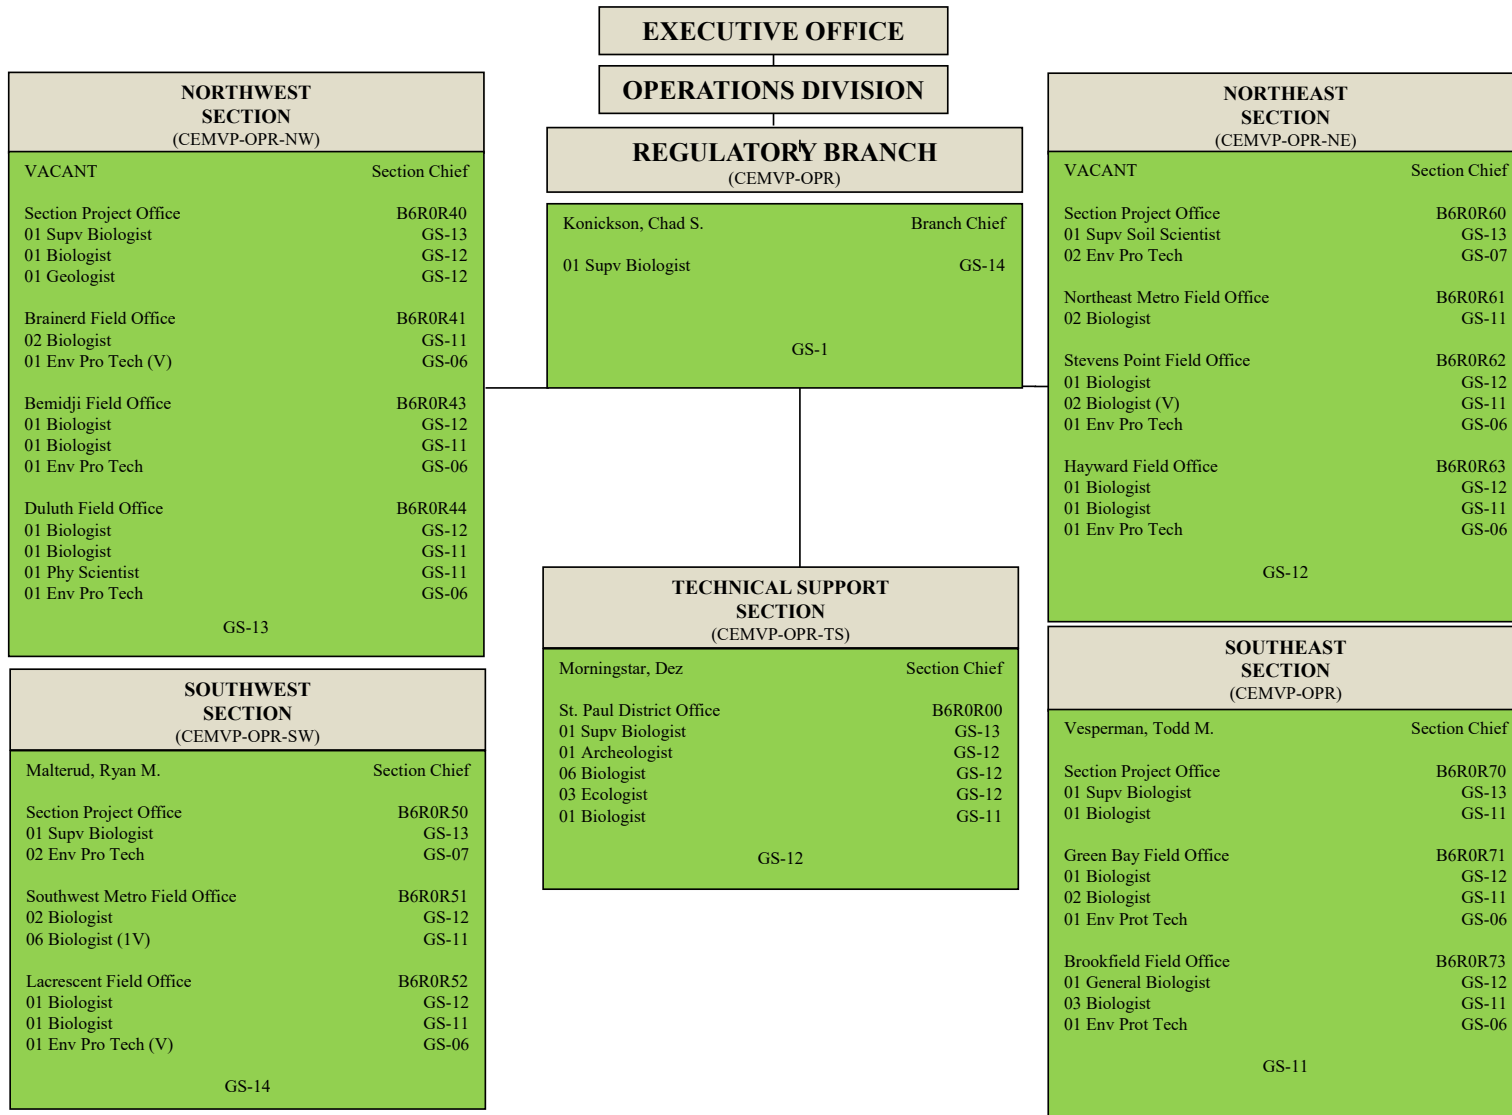 EXECUTIVE OFFICE
OPERATIONS DIVISION
REGULATORY BRANCH
(CEMVP-OPR)
Konickson, Chad S. Branch Chief
01 Supv Biologist GS-14
GS-1
NORTHWEST
SECTION
(CEMVP-OPR-NW)
VACANT Section Chief
Section Project Office B6R0R40
01 Supv Biologist GS-13
01 Biologist GS-12
01 Geologist GS-12
Brainerd Field Office B6R0R41
02 Biologist GS-11
01 Env Pro Tech (V) GS-06
Bemidji Field Office B6R0R43
01 Biologist GS-12
01 Biologist GS-11
01 Env Pro Tech GS-06
Duluth Field Office B6R0R44
01 Biologist GS-12
01 Biologist GS-11
01 Phy Scientist GS-11
01 Env Pro Tech GS-06
GS-13
SOUTHWEST
SECTION
(CEMVP-OPR-SW)
Malterud, Ryan M. Section Chief
Section Project Office B6R0R50
01 Supv Biologist GS-13
02 Env Pro Tech GS-07
Southwest Metro Field Office B6R0R51
02 Biologist GS-12
06 Biologist (1V) GS-11
Lacrescent Field Office B6R0R52
01 Biologist GS-12
01 Biologist GS-11
01 Env Pro Tech (V) GS-06
GS-14
TECHNICAL SUPPORT
SECTION
(CEMVP-OPR-TS)
Morningstar, Dez Section Chief
St. Paul District Office B6R0R00
01 Supv Biologist GS-13
01 Archeologist GS-12
06 Biologist GS-12
03 Ecologist GS-12
01 Biologist GS-11
GS-12
NORTHEAST
SECTION
(CEMVP-OPR-NE)
VACANT Section Chief
Section Project Office B6R0R60
01 Supv Soil Scientist GS-13
02 Env Pro Tech GS-07
Northeast Metro Field Office B6R0R61
02 Biologist GS-11
Stevens Point Field Office B6R0R62
01 Biologist GS-12
02 Biologist (V) GS-11
01 Env Pro Tech GS-06
Hayward Field Office B6R0R63
01 Biologist GS-12
01 Biologist GS-11
01 Env Pro Tech GS-06
GS-12
SOUTHEAST
SECTION
(CEMVP-OPR)
Vesperman, Todd M. Section Chief
Section Project Office B6R0R70
01 Supv Biologist GS-13
01 Biologist GS-11
Green Bay Field Office B6R0R71
01 Biologist GS-12
02 Biologist GS-11
01 Env Prot Tech GS-06
Brookfield Field Office B6R0R73
01 General Biologist GS-12
03 Biologist GS-11
01 Env Prot Tech GS-06
GS-11